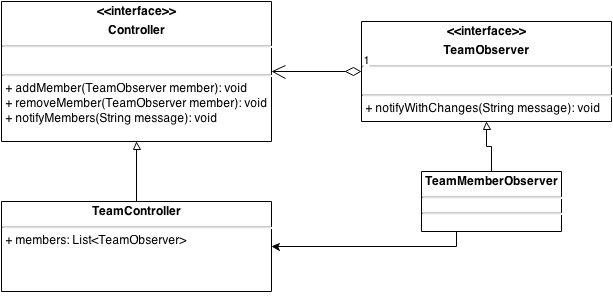 <<interface>>
Controller
+ addMember(TeamObserver member): void
+ removeMember(TeamObserver member): void
+ notifyMembers(String message): void
<<interface>>
TeamObserver
1
+ notifyWithChanges(String message): void
TeamController
+ members: List<TeamObserver>
TeamMemberObserver